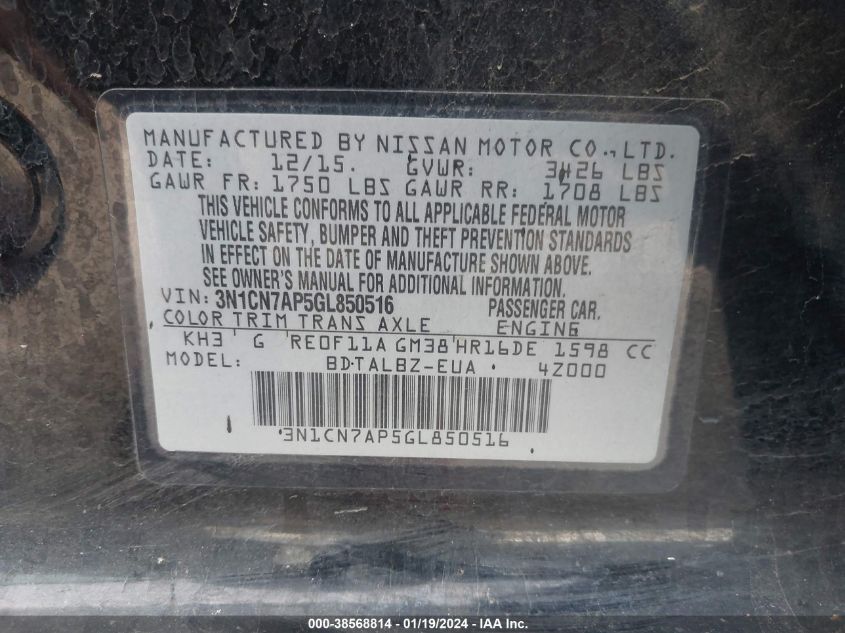 MANUFACTURED BY NISSAN MOTOR CO.,LTD.
DATE: 12/15. GVWR: 3426 LBS
GAWR FR: 1750 LBS GAWR RR: 1708 LBS
THIS VEHICLE CONFORMS TO ALL APPLICABLE FEDERAL MOTOR
VEHICLE SAFETY, BUMPER AND THEFT PREVENTION STANDARDS
IN EFFECT ON THE DATE OF MANUFACTURE SHOWN ABOVE.
SEE OWNER'S MANUAL FOR ADDITIONAL INFORMATION.
VIN: 3N1CN7AP5GL850516 PASSENGER CAR.
COLOR TRIM TRANS AXLE ENGINE
KH3 G RE0F11A GM38 HR16DE 1598 CC
MODEL: BDTALBZ-EUA 4Z000
3N1CN7AP5GL850516
000-38568814 - 01/19/2024 - IAA Inc.